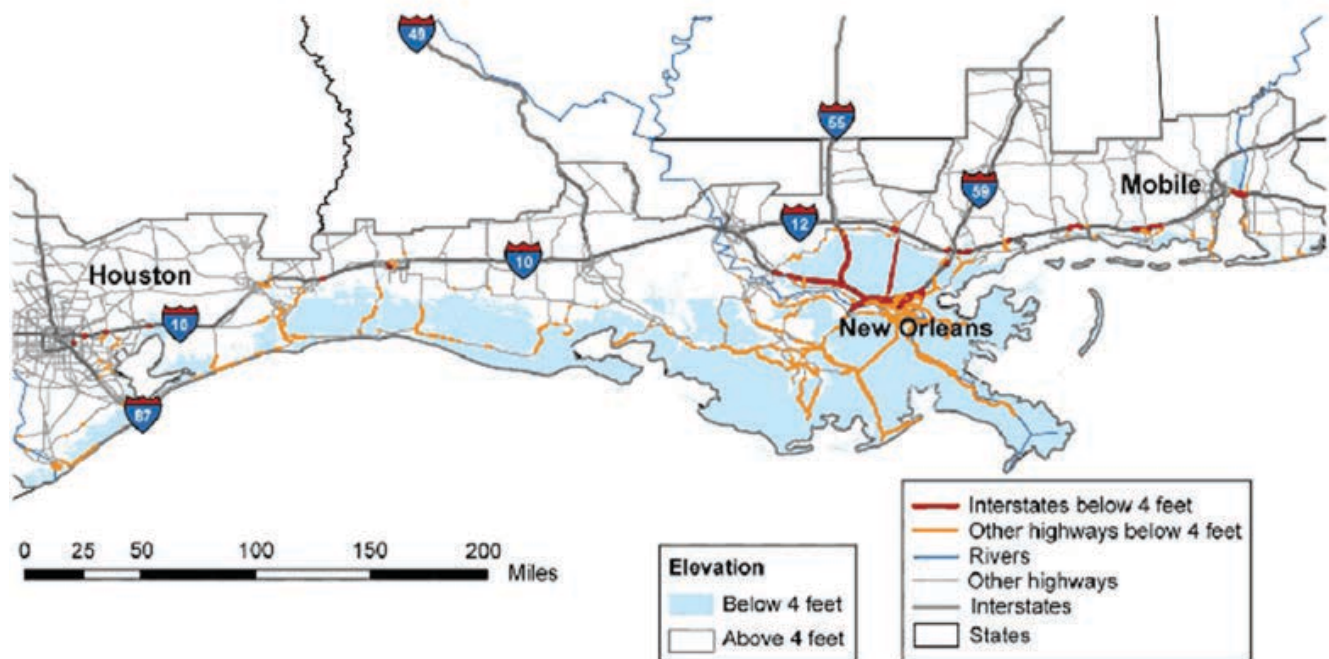 49
55
59
Mobile
12
Houston
10
10
New Orleans
87
0 25 50 100 150 200
Miles
Elevation
Below 4 feet
Above 4 feet
Interstates below 4 feet
Other highways below 4 feet
Rivers
Other highways
Interstates
States